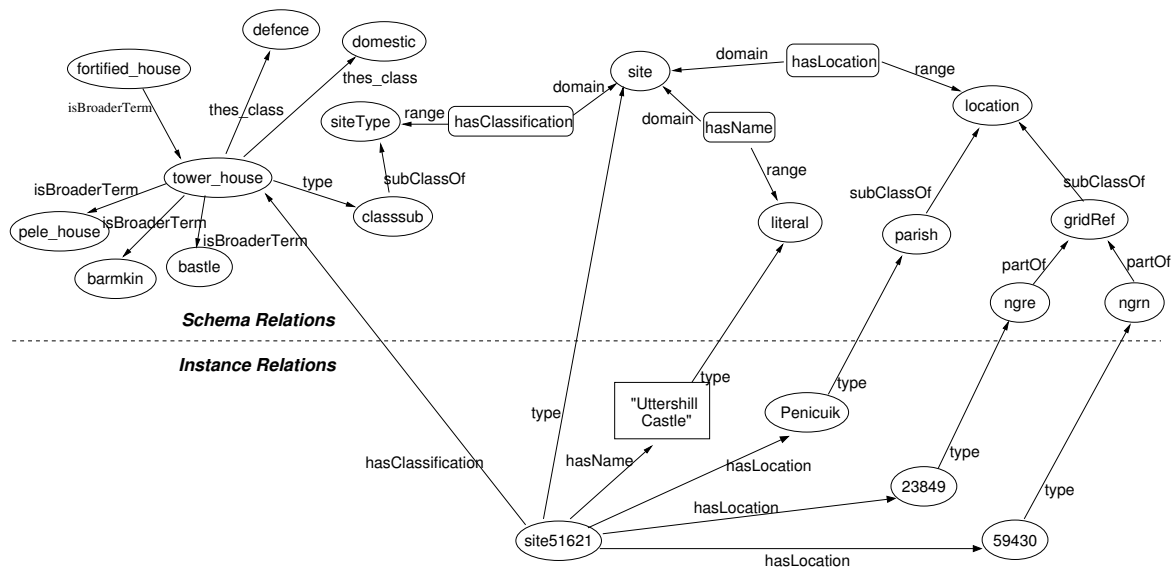 defence
domestic
fortified_house
thes_class
isBroaderTerm
thes_class
site
domain
hasLocation
range
domain
location
siteType
range
hasClassification
domain
hasName
tower_house
type
subClassOf
range
subClassOf
subClassOf
isBroaderTerm
classsub
literal
parish
gridRef
pele_house
isBroaderTerm
isBroaderTerm
barmkin
bastle
partOf
partOf
ngre
ngrn
Schema Relations
Instance Relations
type
type
type
"Uttershill
Castle"
Penicuik
type
type
hasClassification
hasName
hasLocation
23849
hasLocation
site51621
59430
hasLocation